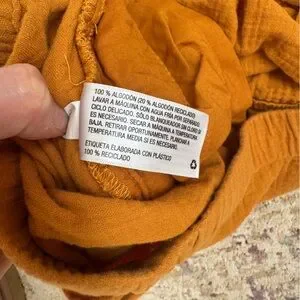 100 % ALGODÓN (20 % ALGODÓN RECICLADO)
LAVAR A MÁQUINA CON AGUA FRÍA POR SEPARADO
CICLO DELICADO. SÓLO BLANQUEADOR SIN CLORO SI
ES NECESARIO. SECAR A MÁQUINA A TEMPERATURA
BAJA. RETIRAR OPORTUNAMENTE. PLANCHAR A
TEMPERATURA MEDIA SI ES NECESARIO.
ETIQUETA ELABORADA CON PLÁSTICO
100 % RECICLADO